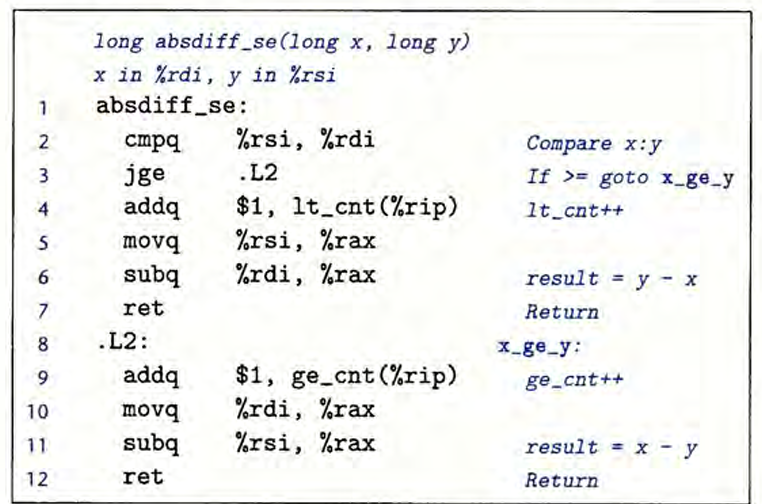 long absdiff_se(long x, long y)
x in %rdi, y in %rsi
1 absdiff_se:
2 cmpq %rsi, %rdi Compare x:y
3 jge .L2 If >= goto x_ge_y
4 addq $1, lt_cnt(%rip) lt_cnt++
5 movq %rsi, %rax
6 subq %rdi, %rax result = y - x
7 ret Return
8 .L2: x_ge_y:
9 addq $1, ge_cnt(%rip) ge_cnt++
10 movq %rdi, %rax
11 subq %rsi, %rax result = x - y
12 ret Return